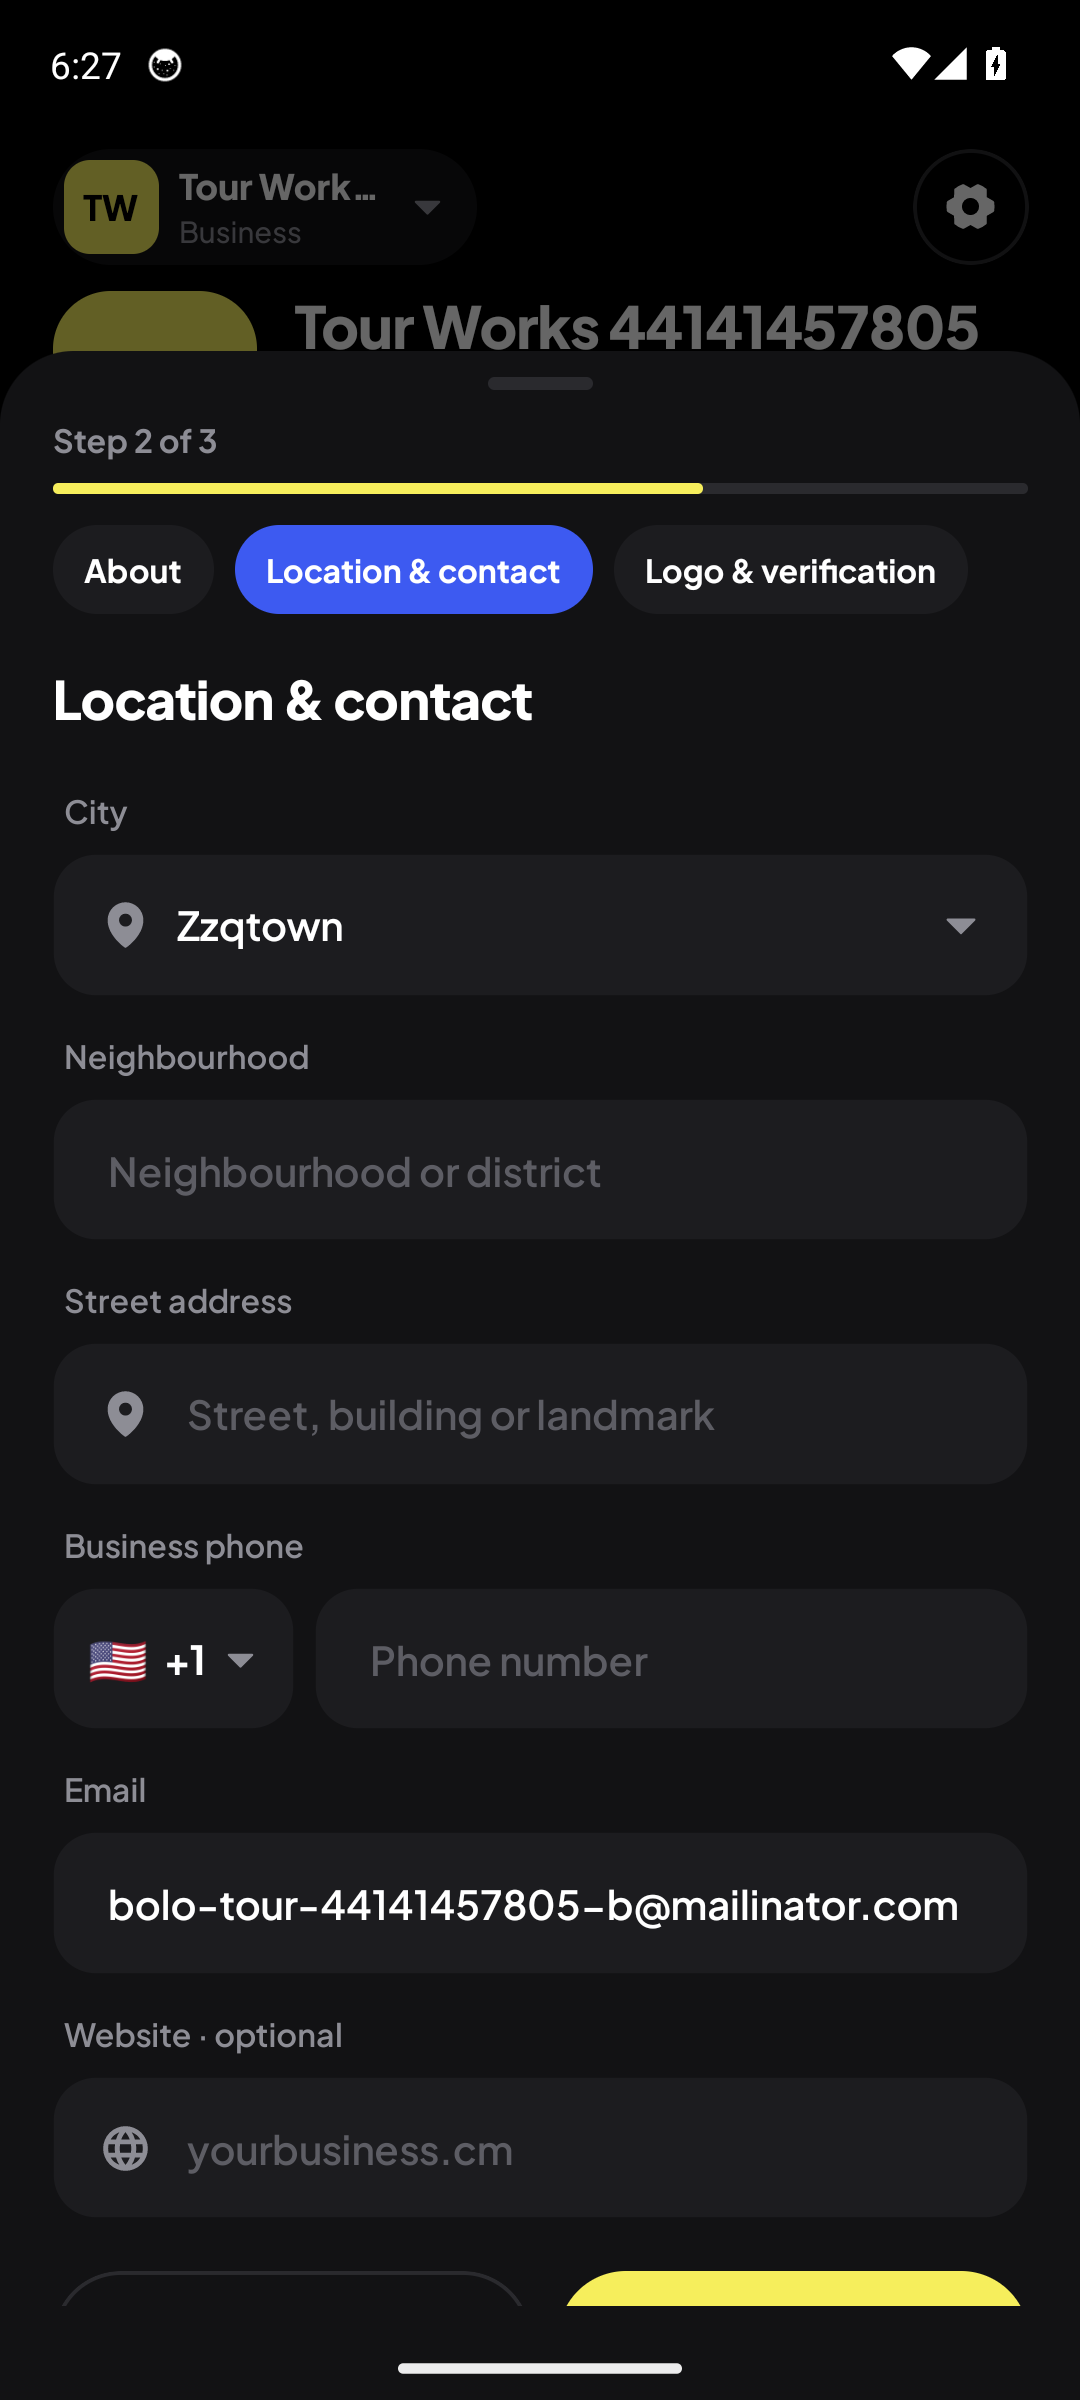 6:27
TW
Tour Work...
Business
Tour Works 44141457805
Step 2 of 3
About
Location & contact
Logo & verification
Location & contact
City
Zzqtown
Neighbourhood
Neighbourhood or district
Street address
Street, building or landmark
Business phone
+1
Phone number
Email
bolo-tour-44141457805-b@mailinator.com
Website · optional
yourbusiness.cm